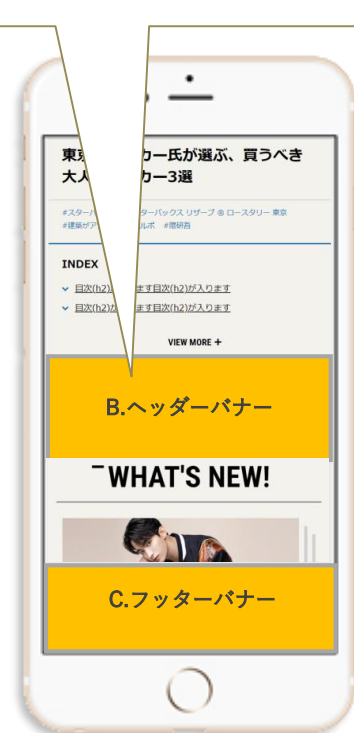 東京 カー氏が選ぶ、買うべき
大人 カー3選
#スターバ ターバックス リザーブ ® ロースタリー 東京
#建築がア ルポ #隈研吾
INDEX
目次(h2) ます目次(h2)が入ります
目次(h2)が ます目次(h2)が入ります
VIEW MORE +
B.ヘッダーバナー
WHAT'S NEW!
C.フッターバナー